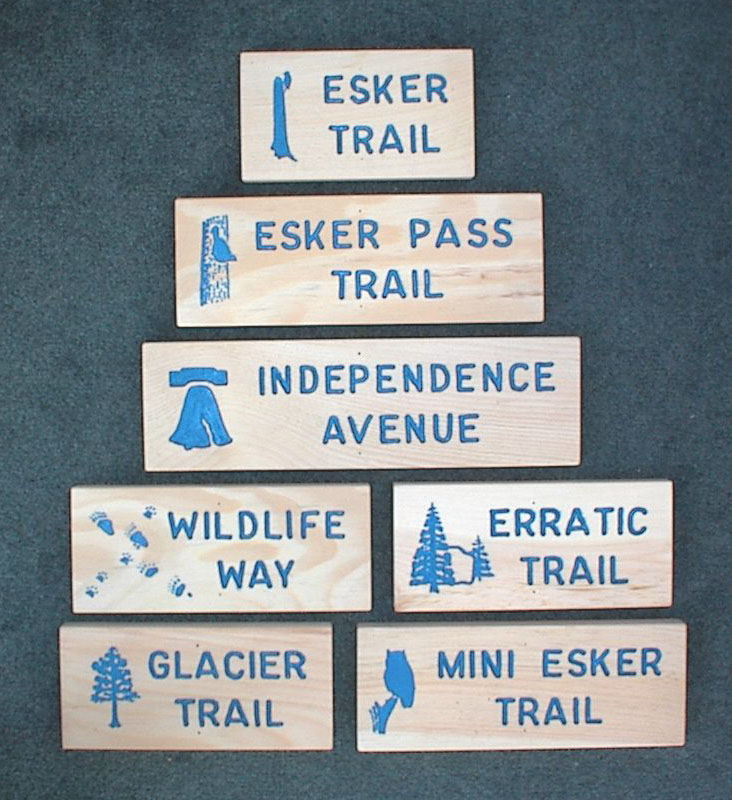 ESKER
TRAIL
ESKER PASS
TRAIL
INDEPENDENCE
AVENUE
WILDLIFE
WAY
ERRATIC
TRAIL
GLACIER
TRAIL
MINI ESKER
TRAIL